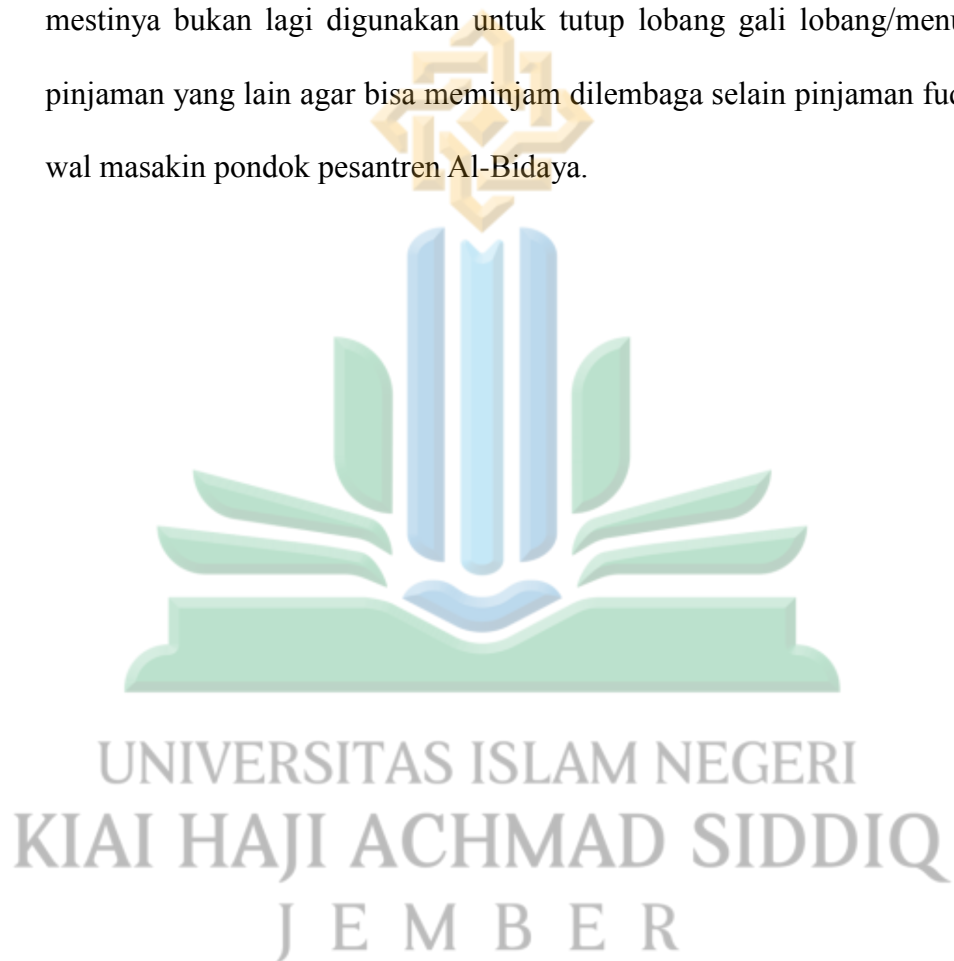 mestinya bukan lagi digunakan untuk tutup lobang gali lobang/menu
pinjaman yang lain agar bisa meminjam dilembaga selain pinjaman
wal masakin pondok pesantren Al-Bidaya.
UNIVERSITAS ISLAM NEGERI
KIAI HAJI ACHMAD SIDDIQ
JEMBER